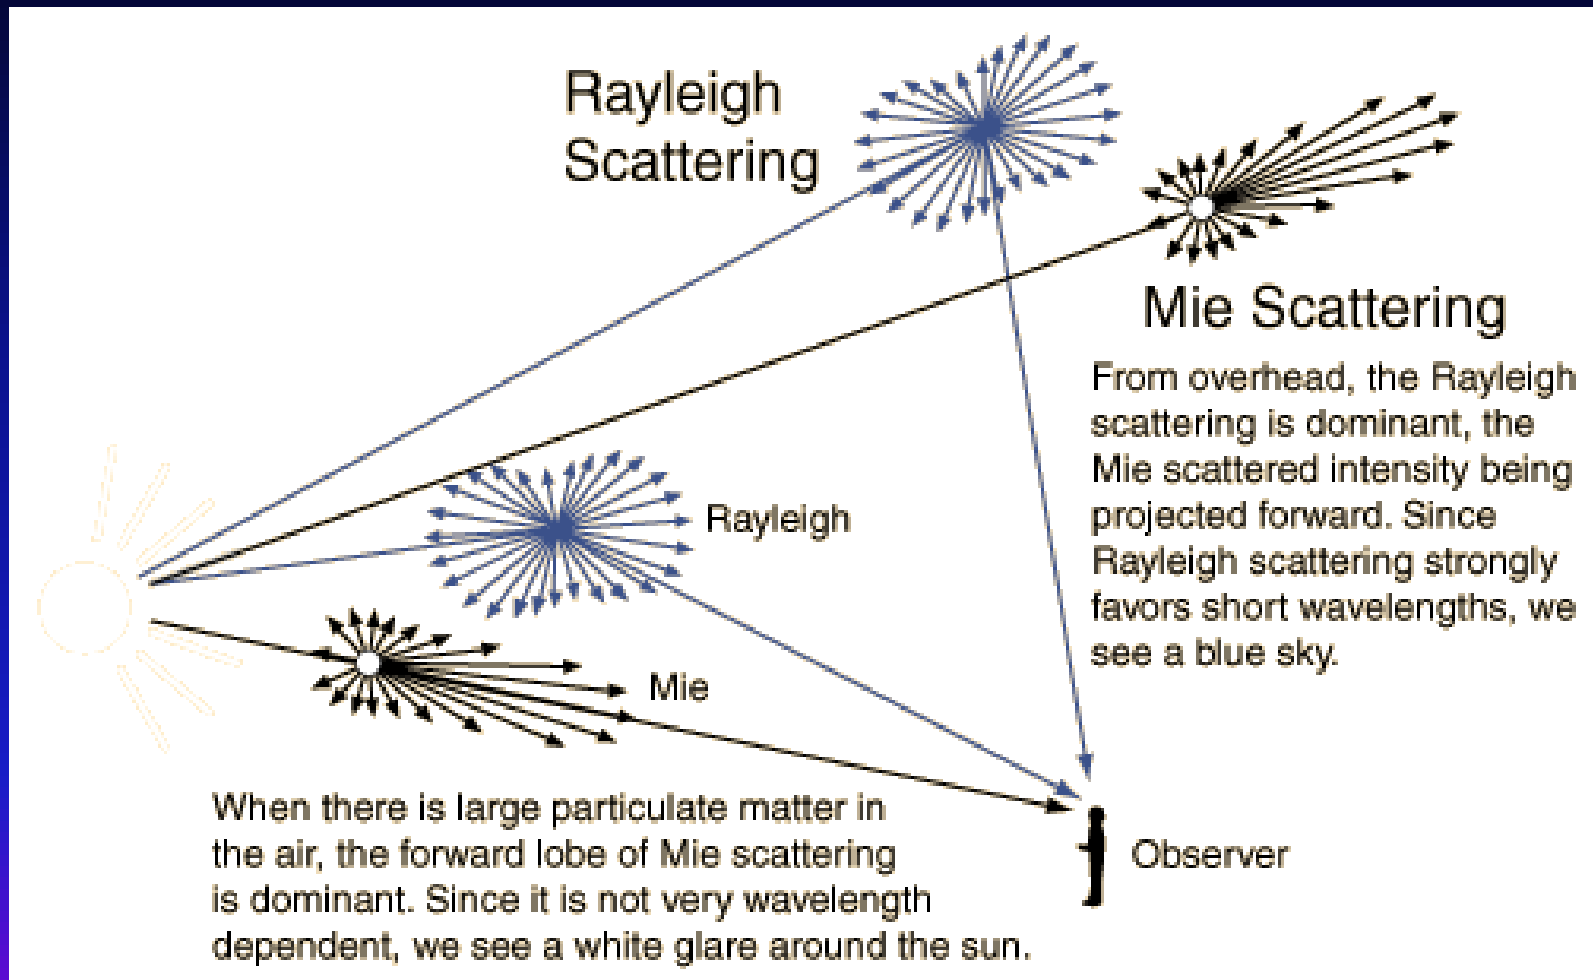 Rayleigh
Scattering
Mie Scattering
From overhead, the Rayleigh
scattering is dominant, the
Mie scattered intensity being
projected forward. Since
Rayleigh scattering strongly
favors short wavelengths, we
see a blue sky.
Rayleigh
Mie
When there is large particulate matter in
the air, the forward lobe of Mie scattering
is dominant. Since it is not very wavelength
dependent, we see a white glare around the sun.
Observer